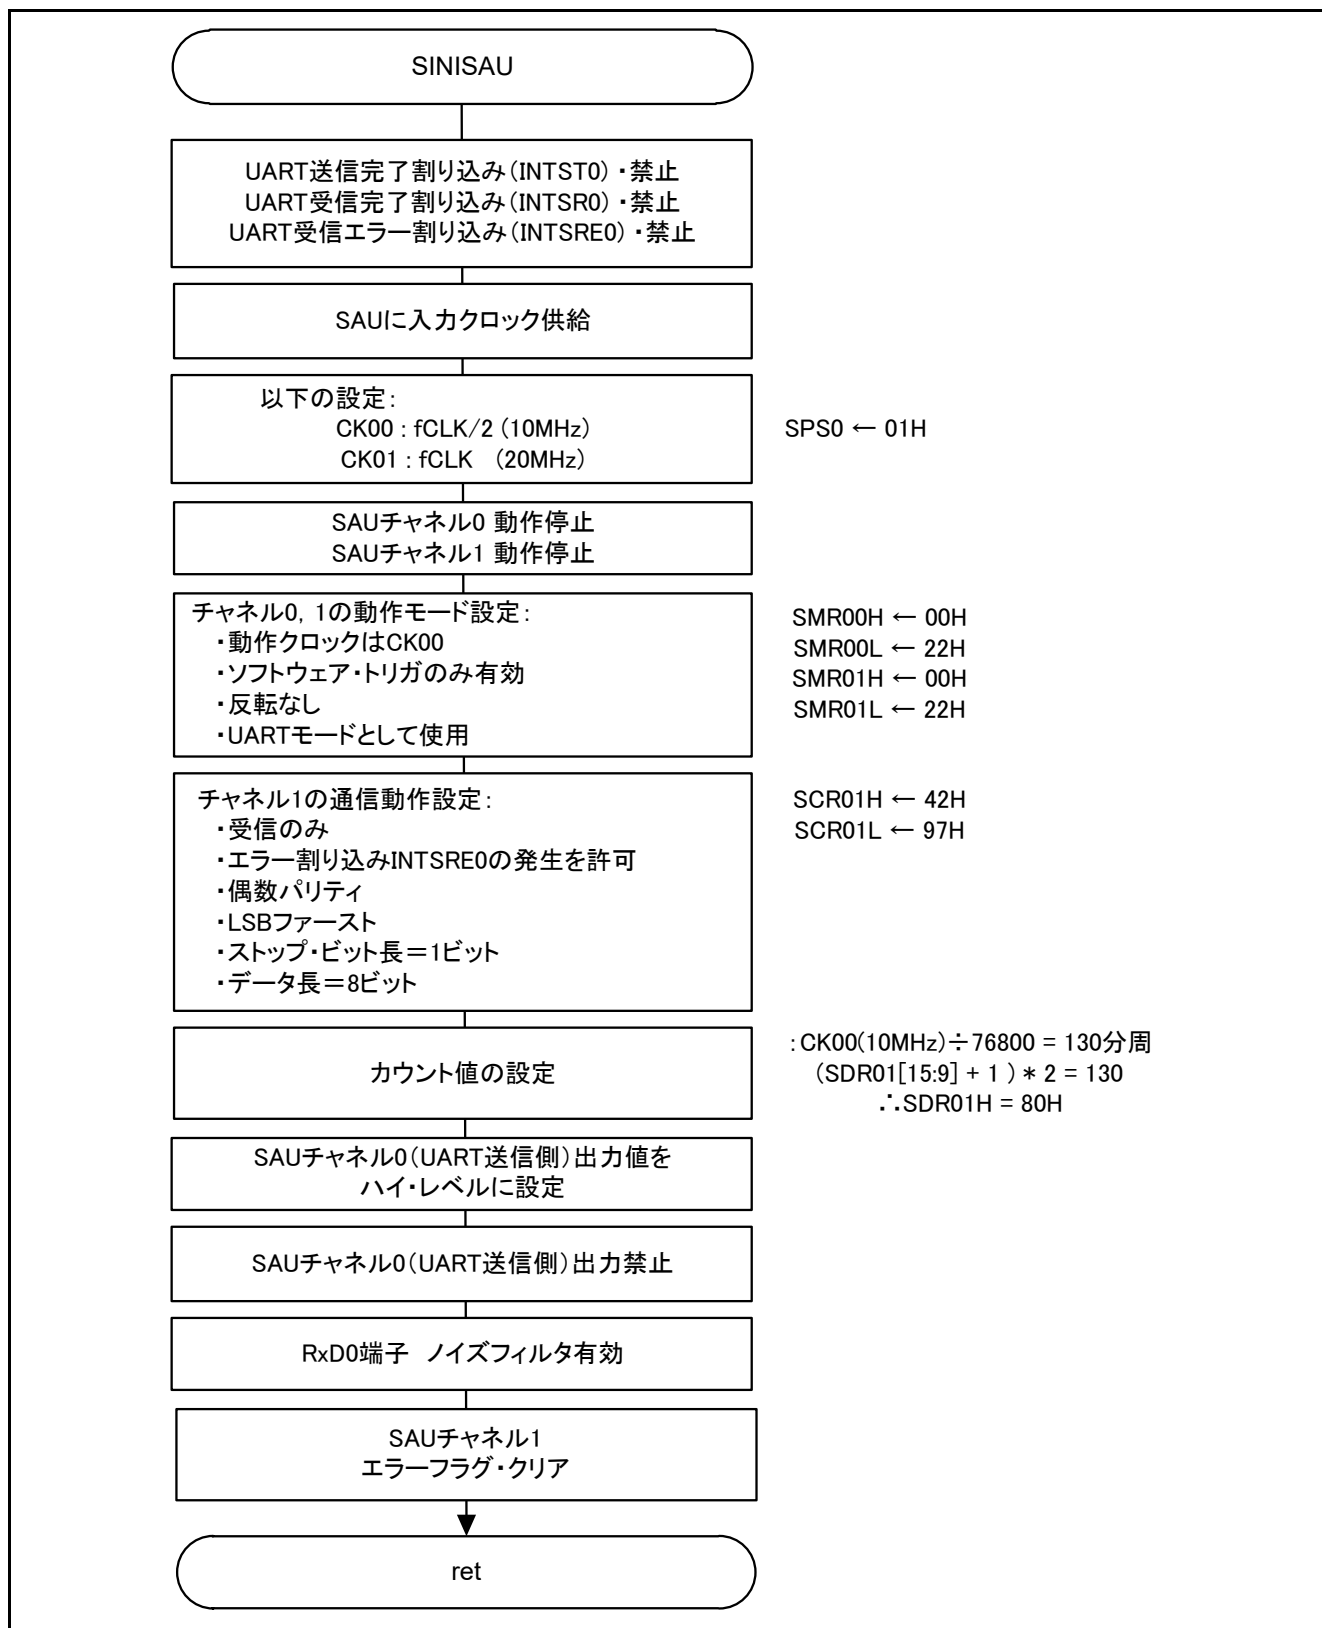 SINISAU
UART送信完了割り込み(INTST0)・禁止
UART受信完了割り込み(INTSR0)・禁止
UART受信エラー割り込み(INTSRE0)・禁止
SAUに入力クロック供給
以下の設定:
CK00 : fCLK/2 (10MHz)
CK01 : fCLK (20MHz)
SPS0 ← 01H
SAUチャネル0 動作停止
SAUチャネル1 動作停止
チャネル0, 1の動作モード設定:
・動作クロックはCK00
・ソフトウェア・トリガのみ有効
・反転なし
・UARTモードとして使用
SMR00H ← 00H
SMR00L ← 22H
SMR01H ← 00H
SMR01L ← 22H
チャネル1の通信動作設定:
・受信のみ
・エラー割り込みINTSRE0の発生を許可
・偶数パリティ
・LSBファースト
・ストップ・ビット長=1ビット
・データ長=8ビット
SCR01H ← 42H
SCR01L ← 97H
カウント値の設定
:CK00(10MHz)÷76800 = 130分周
(SDR01[15:9] + 1 ) * 2 = 130
∴SDR01H = 80H
SAUチャネル0(UART送信側)出力値を
ハイ・レベルに設定
SAUチャネル0(UART送信側)出力禁止
RxD0端子 ノイズフィルタ有効
SAUチャネル1
エラーフラグ・クリア
ret